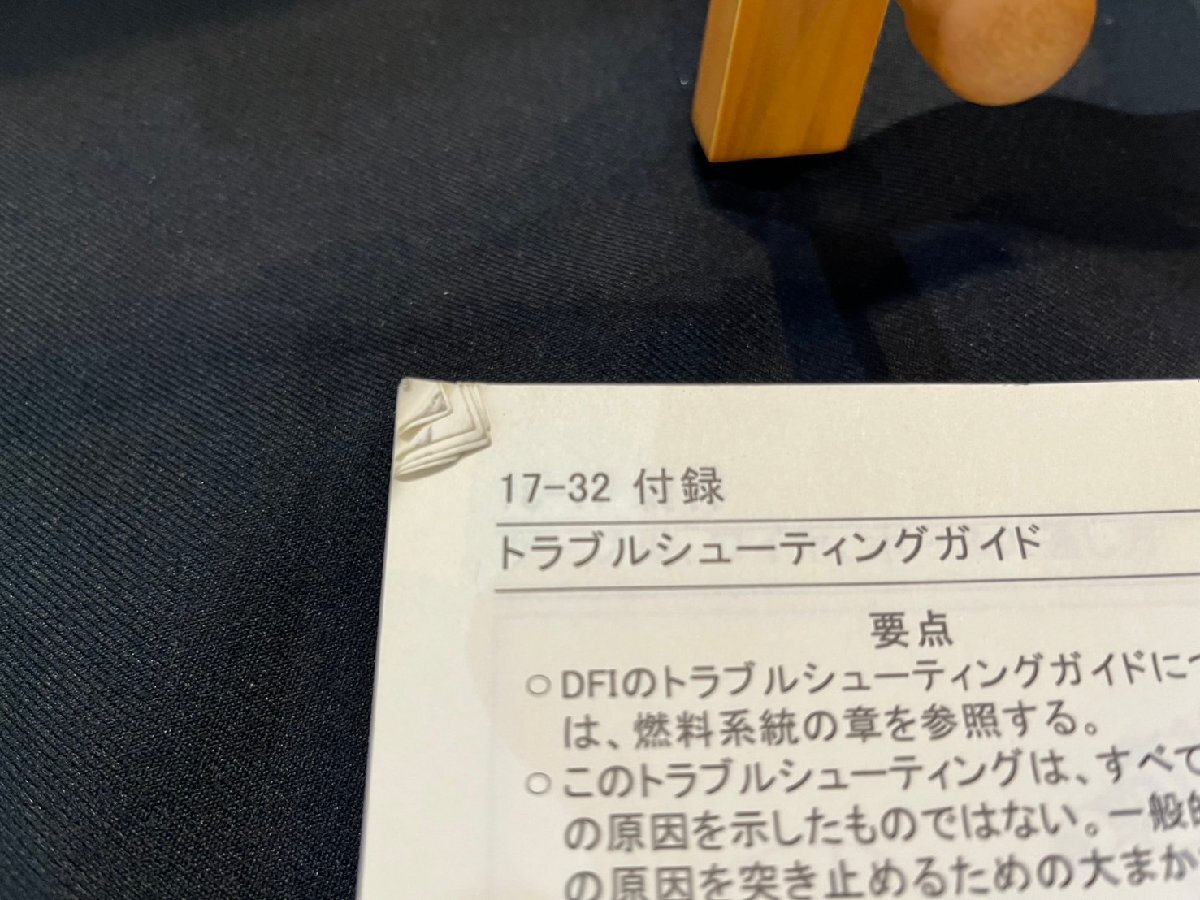 17-32 付録
トラブルシューティングガイド
要点
○DFIのトラブルシューティングガイドにつ
は、燃料系統の章を参照する。
○このトラブルシューティングは、すべて
の原因を示したものではない。一般的
の原因を突き止めるための大まか